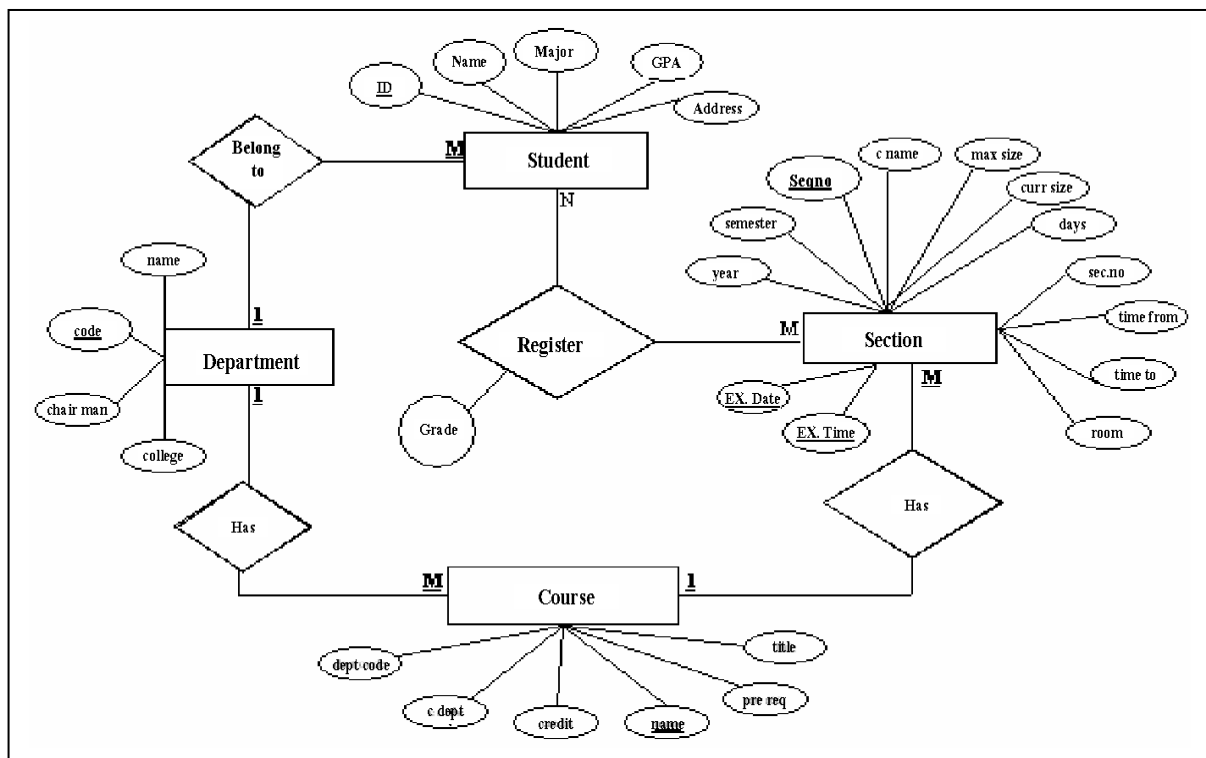 Major
Name
GPA
ID
Address
Belong
to
M
Student
N
c name
max size
Seqno
curr size
semester
days
year
sec.no
name
time from
code
1
Department
1
Register
M
Section
M
time to
chair man
EX. Date
Grade
EX. Time
room
college
Has
Has
M
Course
1
dept code
title
c dept
credit
name
pre req